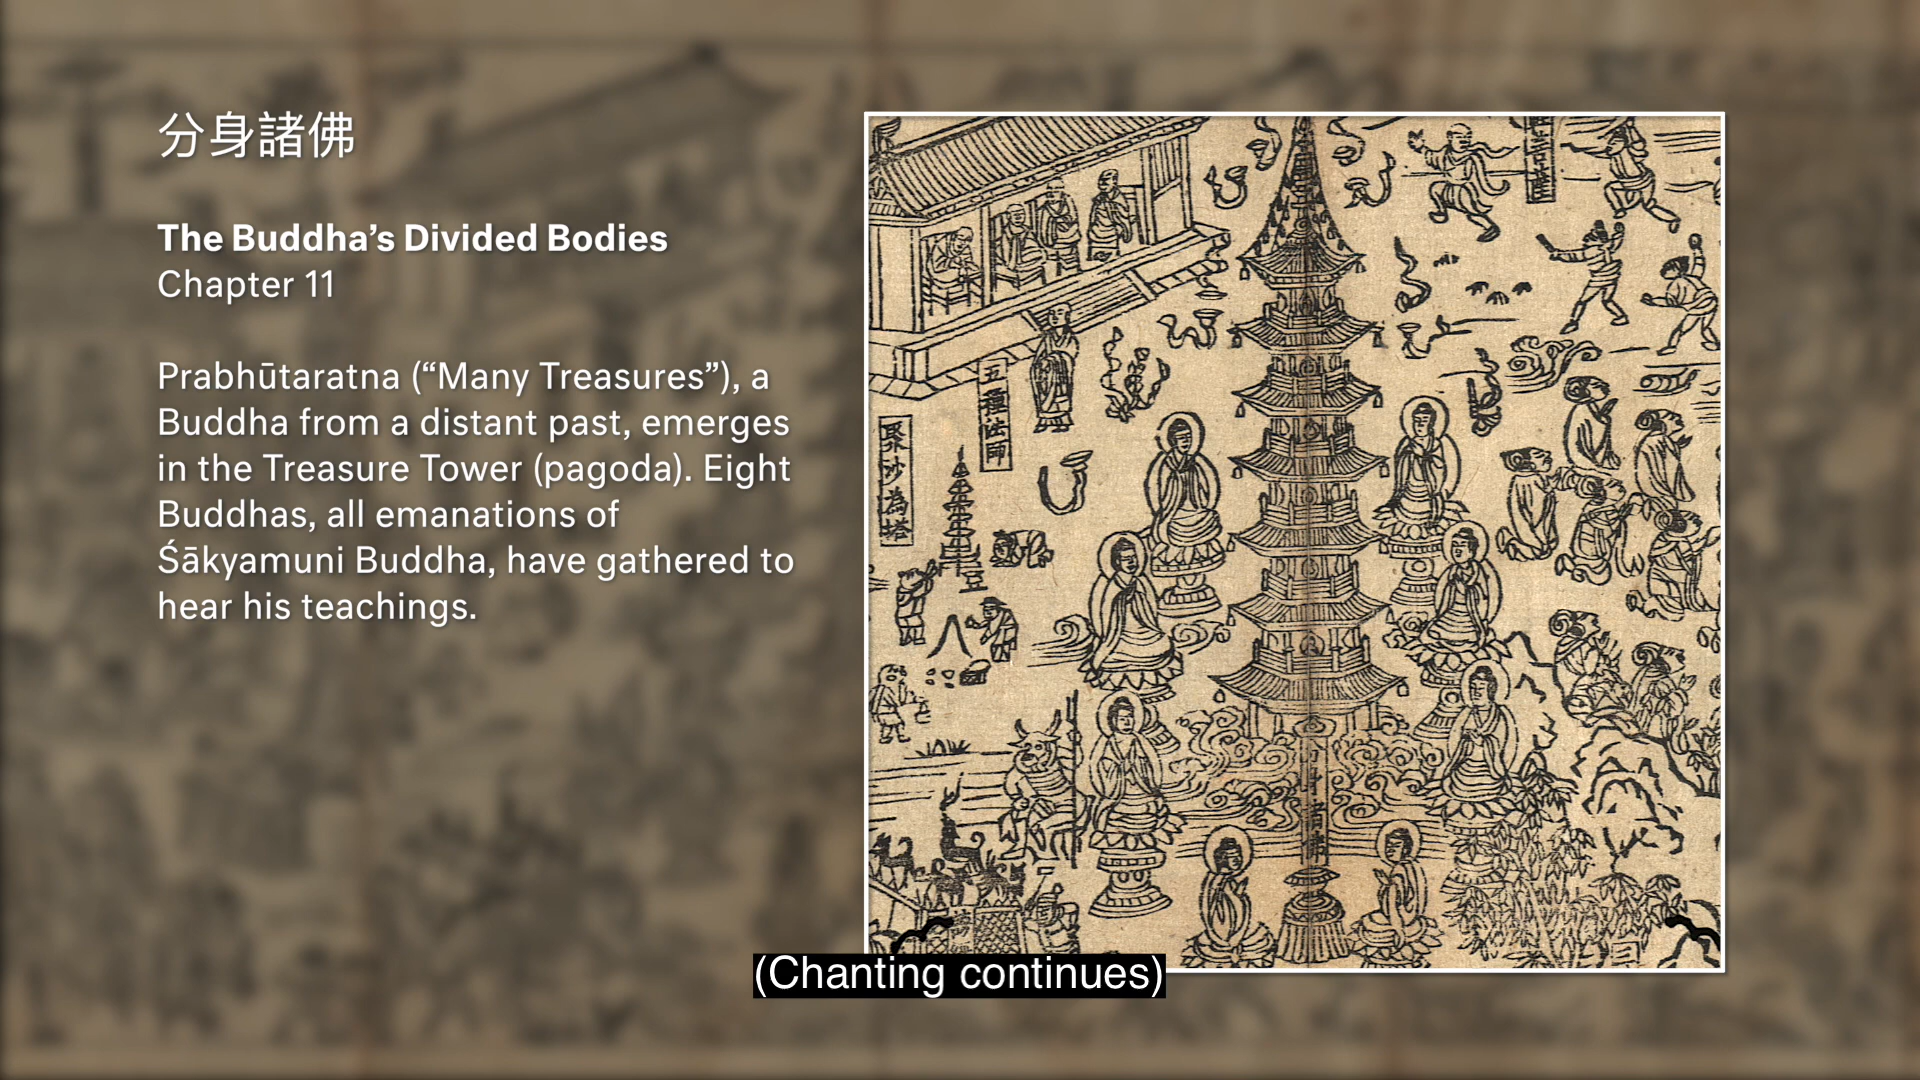 分身諸佛
The Buddha’s Divided Bodies
Chapter 11
Prabhūtaratna (“Many Treasures”), a
Buddha from a distant past, emerges
in the Treasure Tower (pagoda). Eight
Buddhas, all emanations of
Śākyamuni Buddha, have gathered to
hear his teachings.
五種法師
聚沙為塔
(Chanting continues)